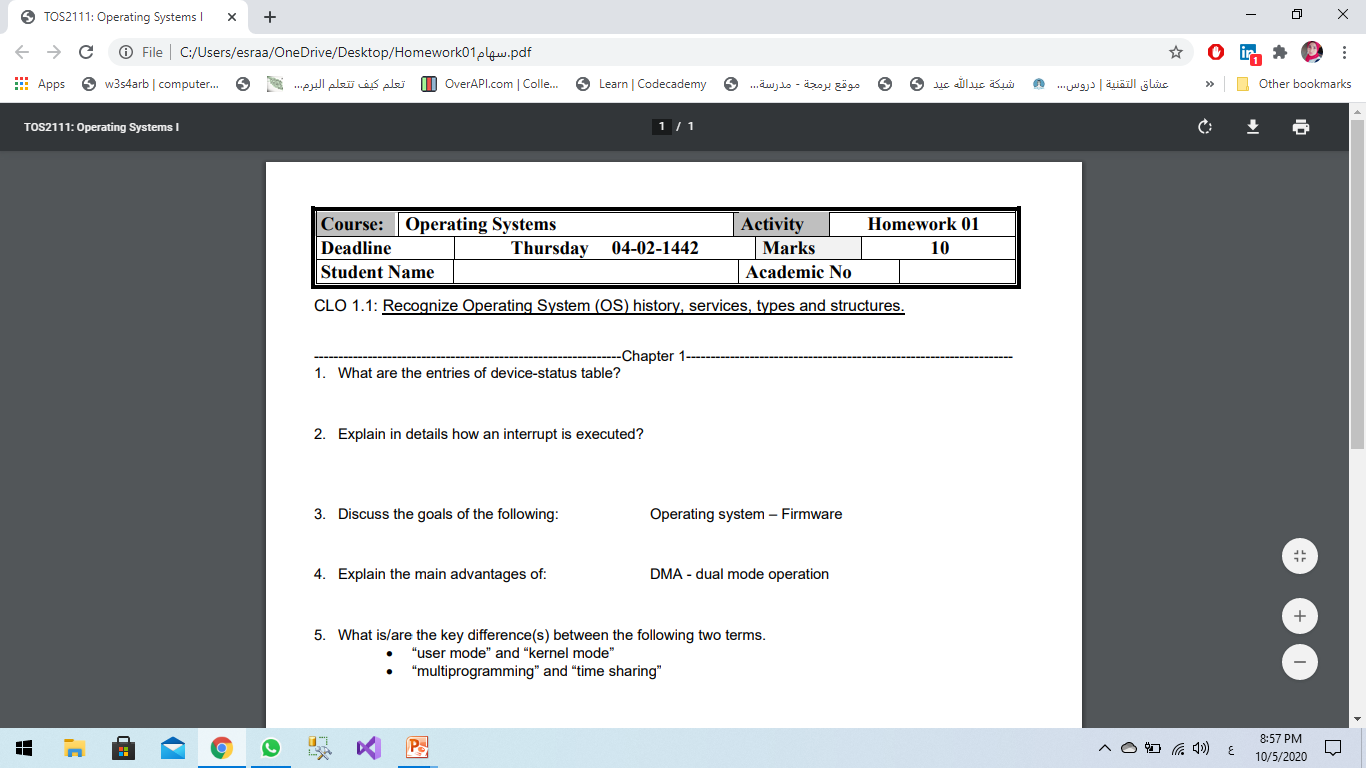 TOS2111: Operating Systems I
File | C:/Users/esraa/OneDrive/Desktop/Homework01سهام.pdf
Apps w3s4arb | computer... تعلم كيف تتعلم البرم... OverAPI.com | Colle... Learn | Codecademy موقع برمجة - مدرسة... شبكة عبدالله عيد عشاق التقنية | دروس... » Other bookmarks
TOS2111: Operating Systems I 1 / 1
Course: Operating Systems Activity Homework 01
Deadline Thursday 04-02-1442 Marks 10
Student Name Academic No
CLO 1.1: Recognize Operating System (OS) history, services, types and structures.
---------------------------------------------------------------Chapter 1-------------------------------------------------------------------
1. What are the entries of device-status table?
2. Explain in details how an interrupt is executed?
3. Discuss the goals of the following: Operating system – Firmware
4. Explain the main advantages of: DMA - dual mode operation
5. What is/are the key difference(s) between the following two terms.
• “user mode” and “kernel mode”
• “multiprogramming” and “time sharing”
ع 8:57 PM
10/5/2020